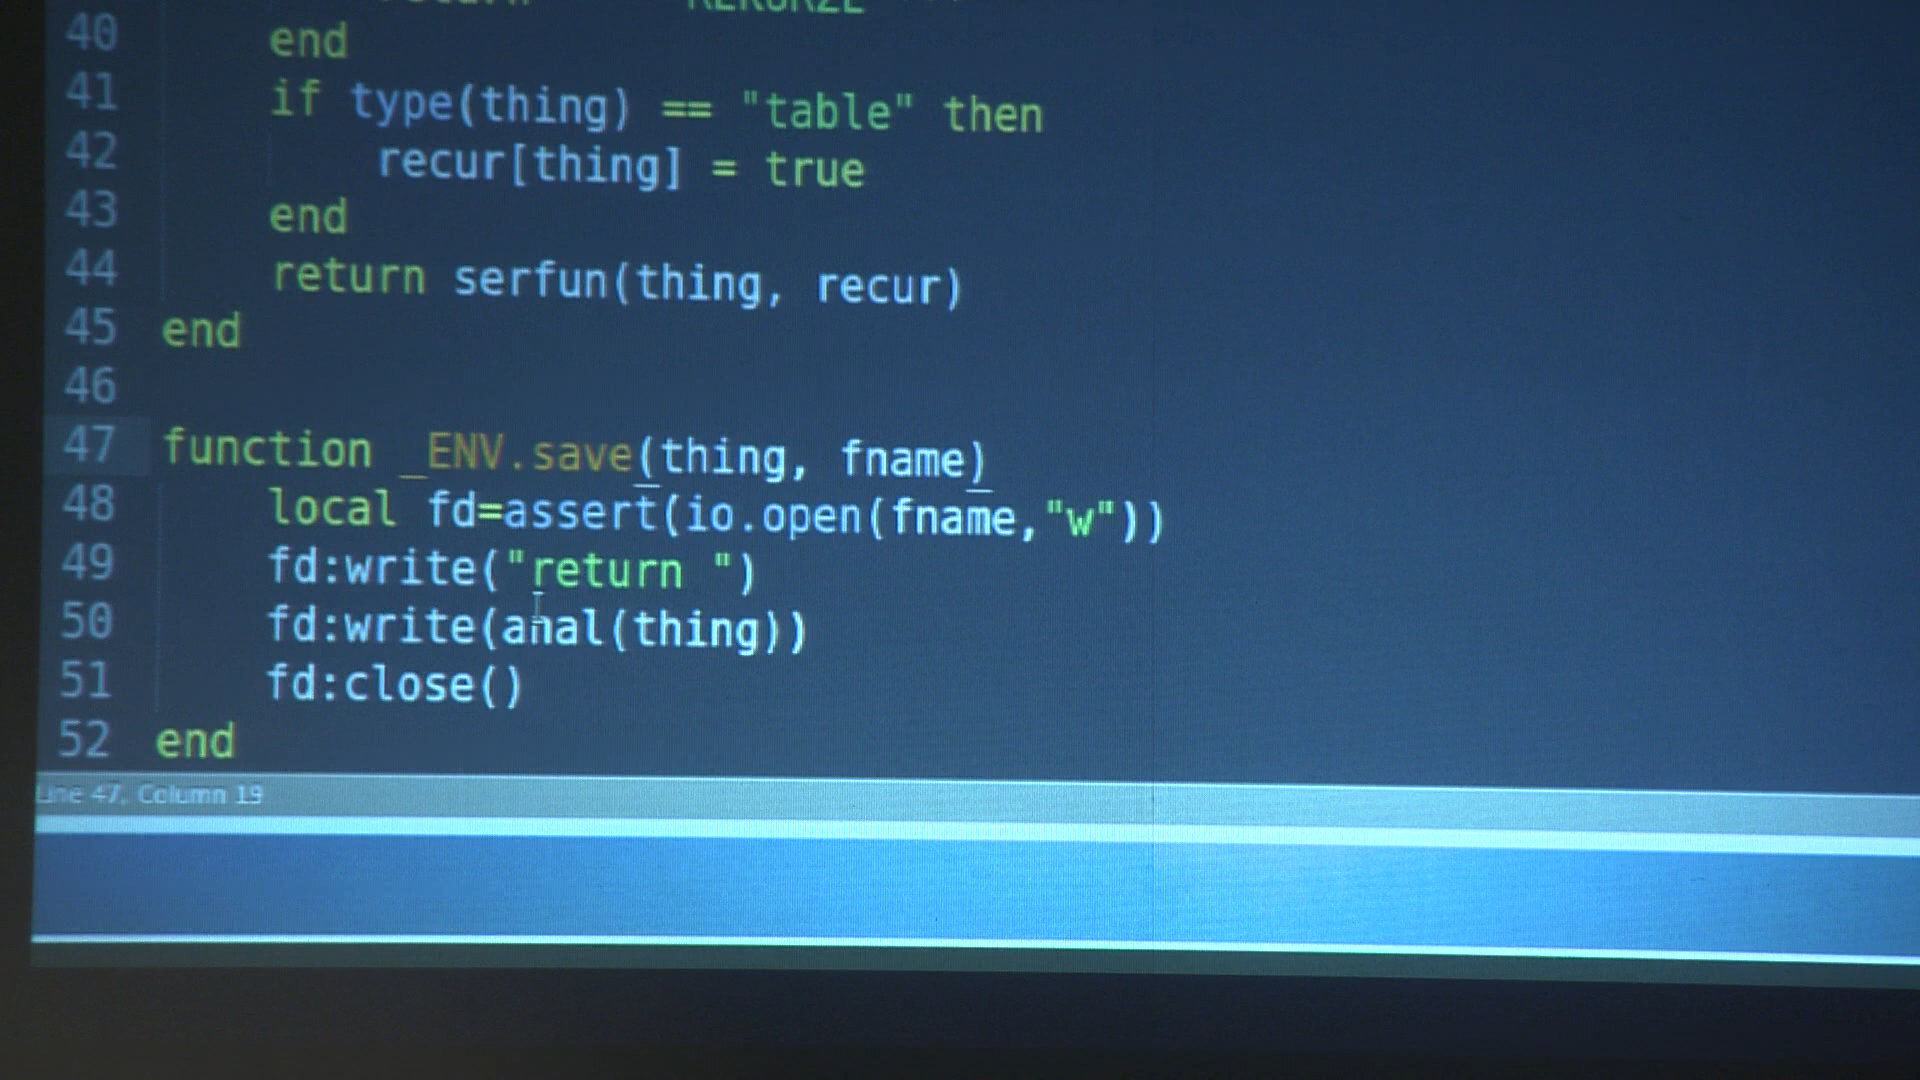 40 end
41 if type(thing) == "table" then
42 recur[thing] = true
43 end
44 return serfun(thing, recur)
45 end
46
47 function _ENV.save(thing, fname)
48 local fd=assert(io.open(fname,"w"))
49 fd:write("return ")
50 fd:write(anal(thing))
51 fd:close()
52 end
Line 47, Column 19